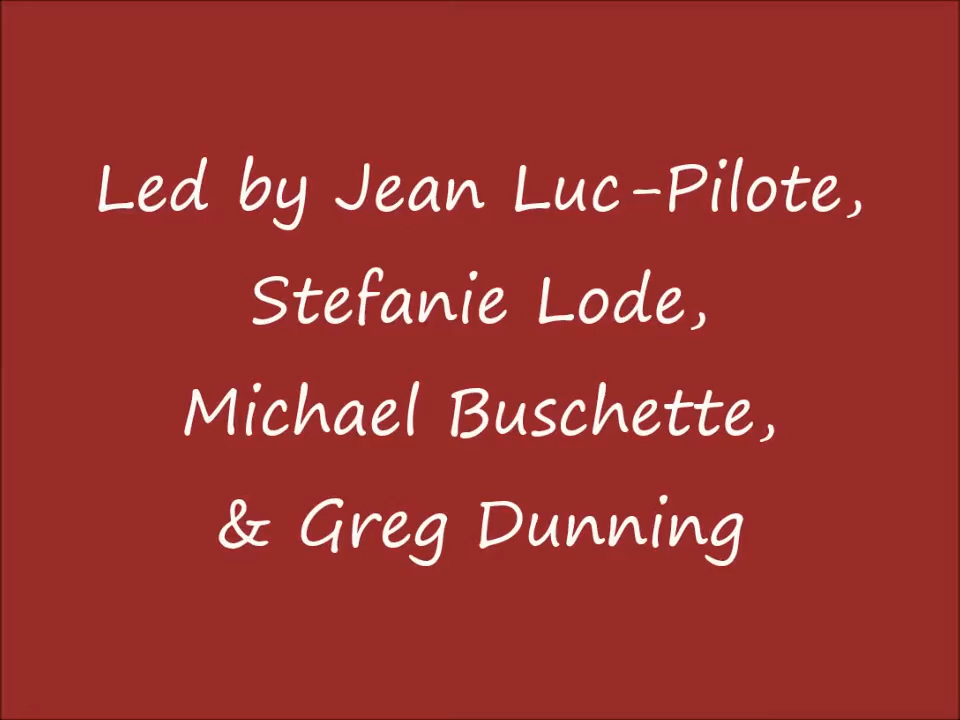 Led by Jean Luc-Pilote,
Stefanie Lode,
Michael Buschette,
& Greg Dunning